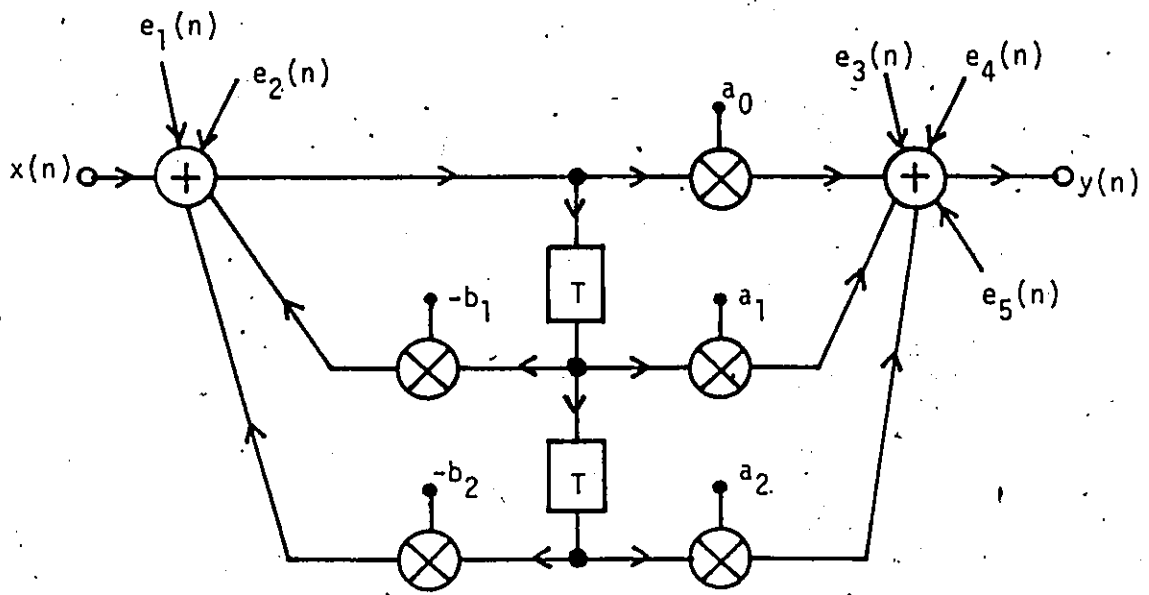 e1(n)
e2(n)
e3(n)
e4(n)
a0
x(n)
+
+
y(n)
T
e5(n)
-b1
a1
T
-b2
a2